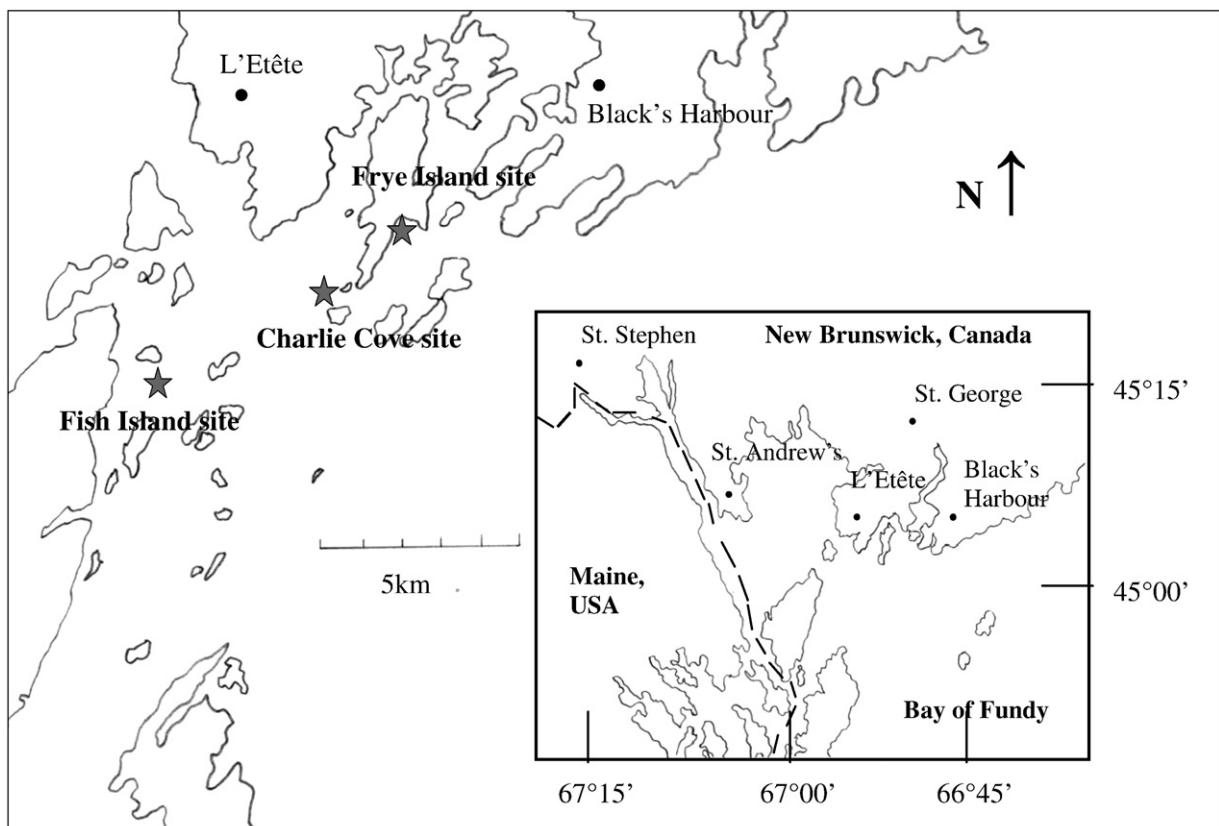 L'Etête
Black's Harbour
Frye Island site
N
Charlie Cove site
Fish Island site
5km
St. Stephen
New Brunswick, Canada
45°15'
St. George
St. Andrew's
L'Etête
Black's
Harbour
Maine,
USA
45°00'
Bay of Fundy
67°15'
67°00'
66°45'